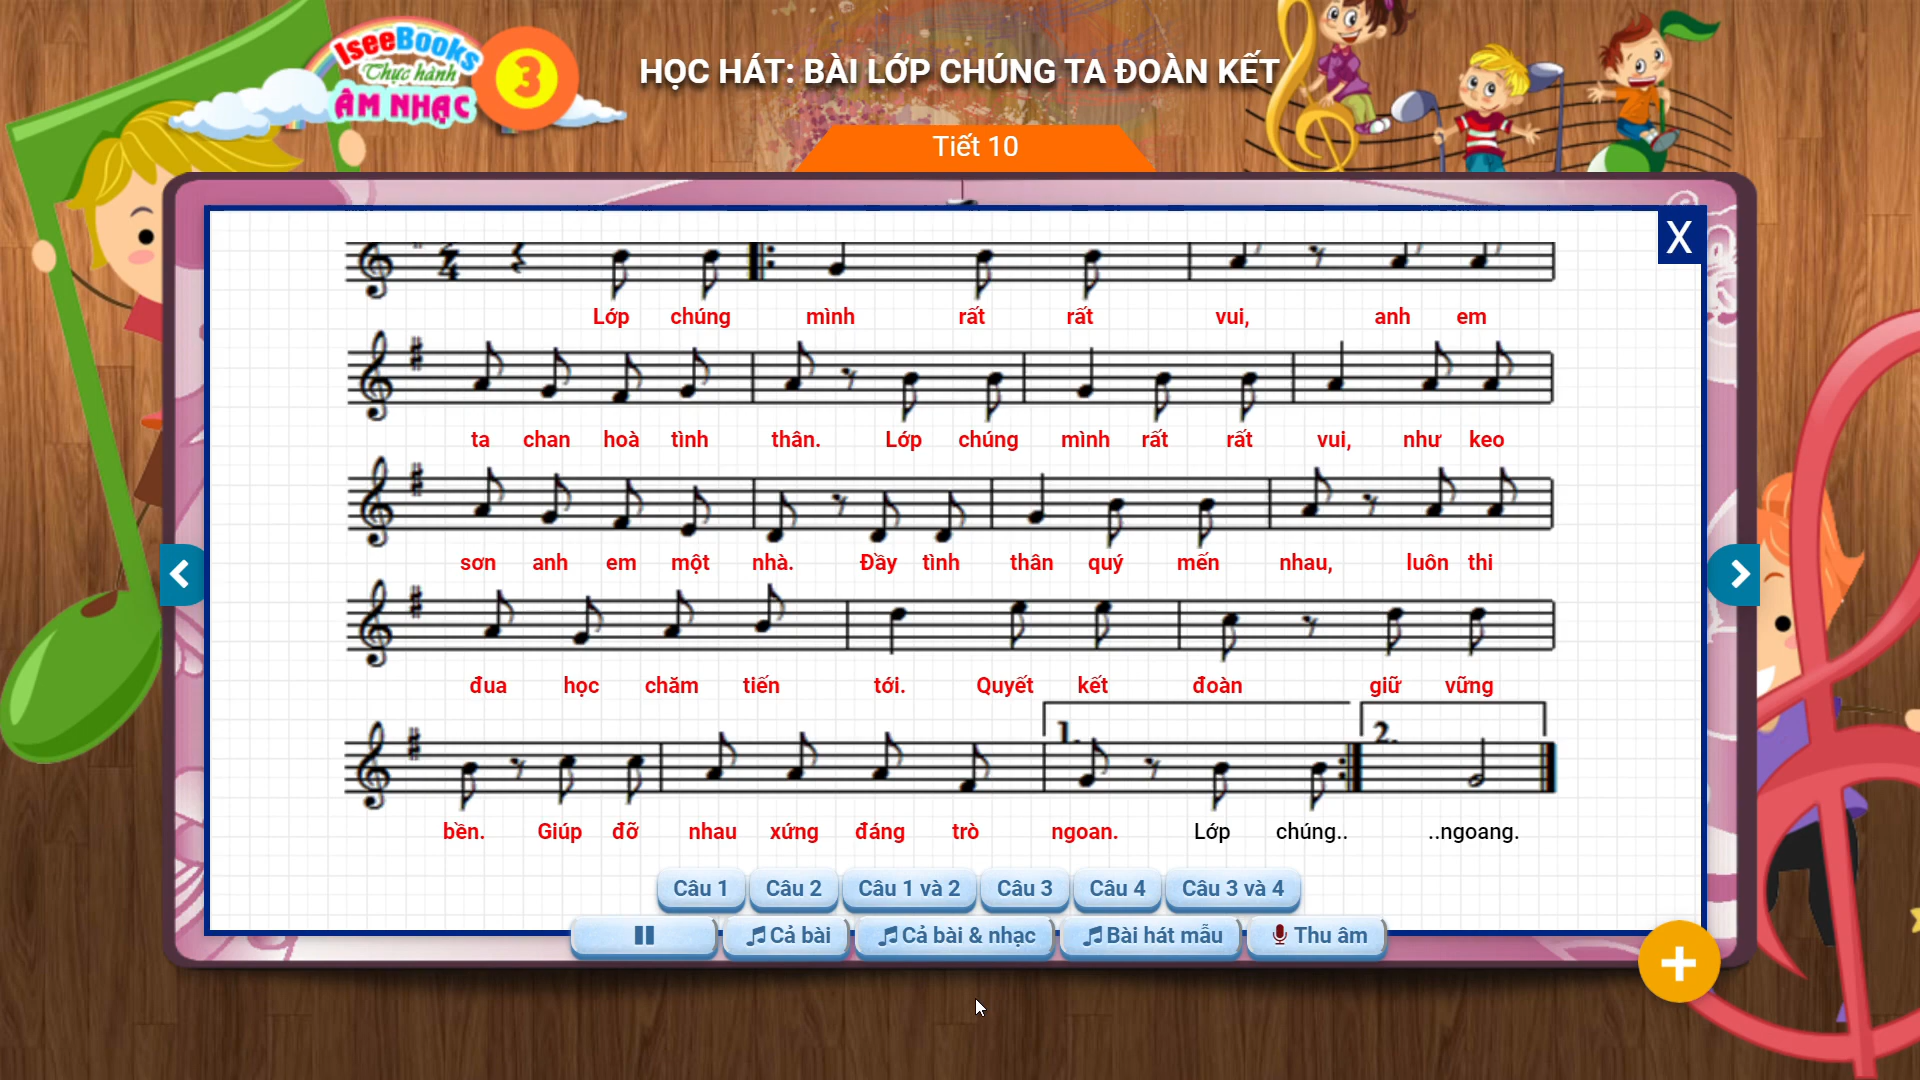 IseeBooks
Thực hành
ÂM NHẠC
3
HỌC HÁT: BÀI LỚP CHÚNG TA ĐOÀN KẾT
Tiết 10
X
Lớp chúng mình rất rất vui, anh em
ta chan hoà tình thân. Lớp chúng mình rất rất vui, như keo
sơn anh em một nhà. Đầy tình thân quý mến nhau, luôn thi
đua học chăm tiến tới. Quyết kết đoàn giữ vững
1. 2.
bền. Giúp đỡ nhau xứng đáng trò ngoan. Lớp chúng.. ..ngoang.
Câu 1 Câu 2 Câu 1 và 2 Câu 3 Câu 4 Câu 3 và 4
Cả bài Cả bài & nhạc Bài hát mẫu Thu âm